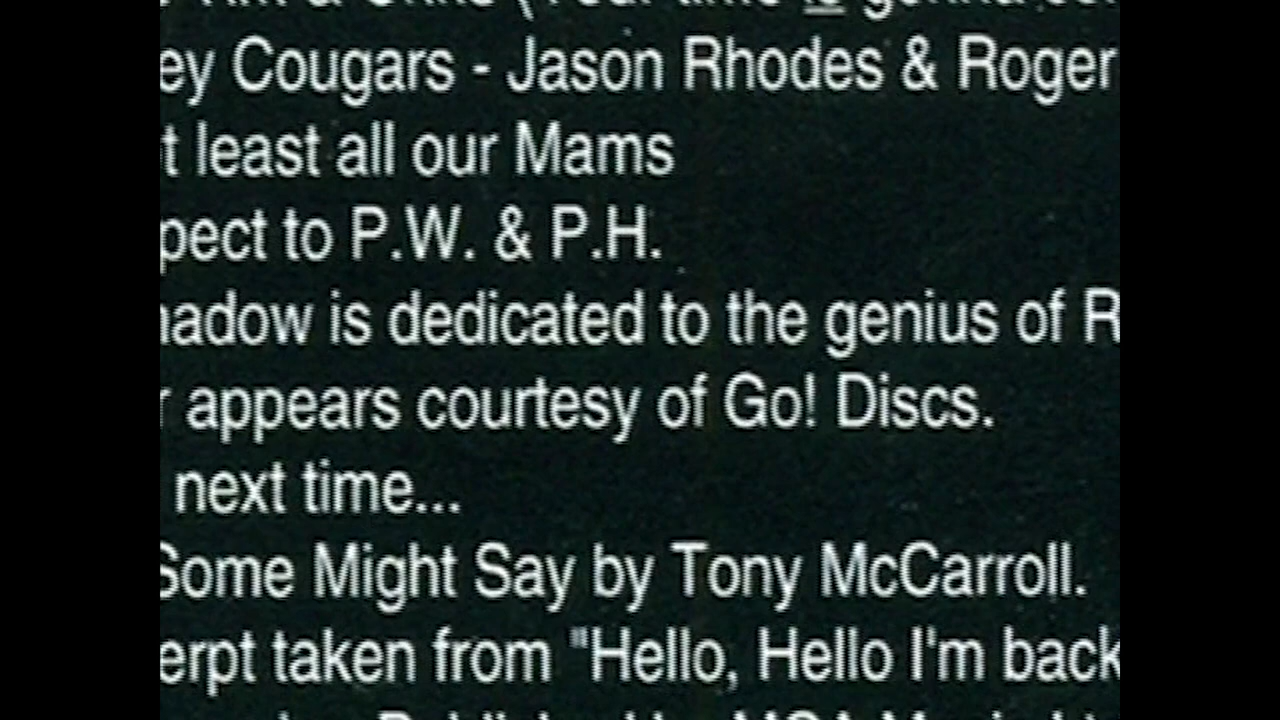 ey Cougars - Jason Rhodes & Roger
t least all our Mams
pect to P.W. & P.H.
hadow is dedicated to the genius of R
r appears courtesy of Go! Discs.
next time...
Some Might Say by Tony McCarroll.
erpt taken from "Hello, Hello I'm back